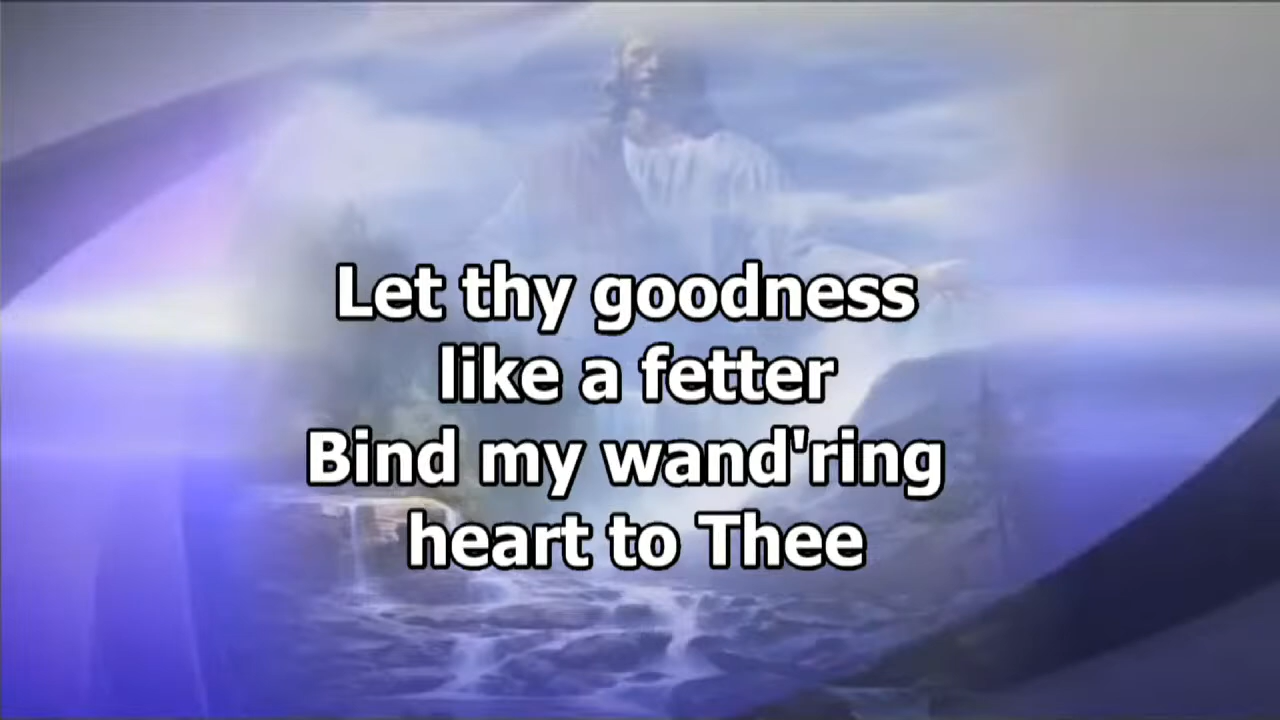 Let thy goodness
like a fetter
Bind my wand'ring
heart to Thee